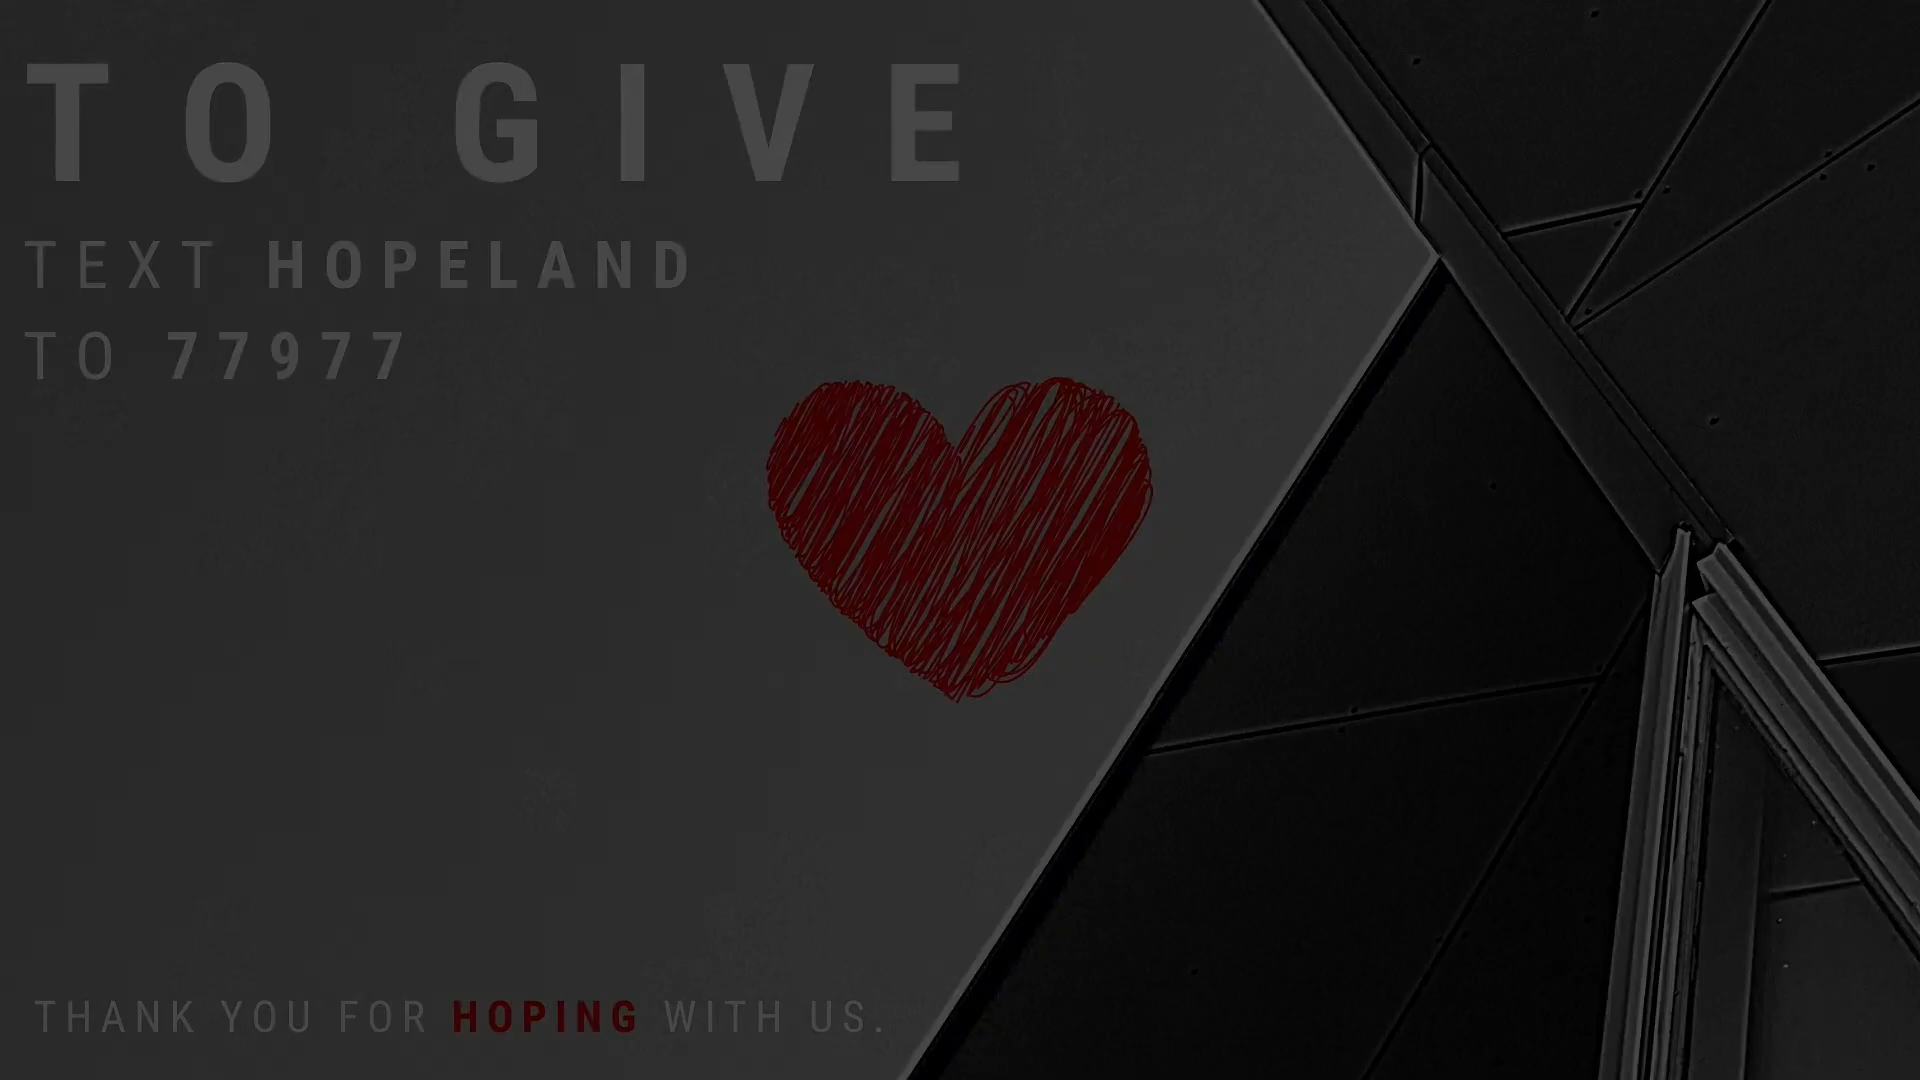 TO GIVE
TEXT HOPELAND
TO 77977
THANK YOU FOR HOPING WITH US.